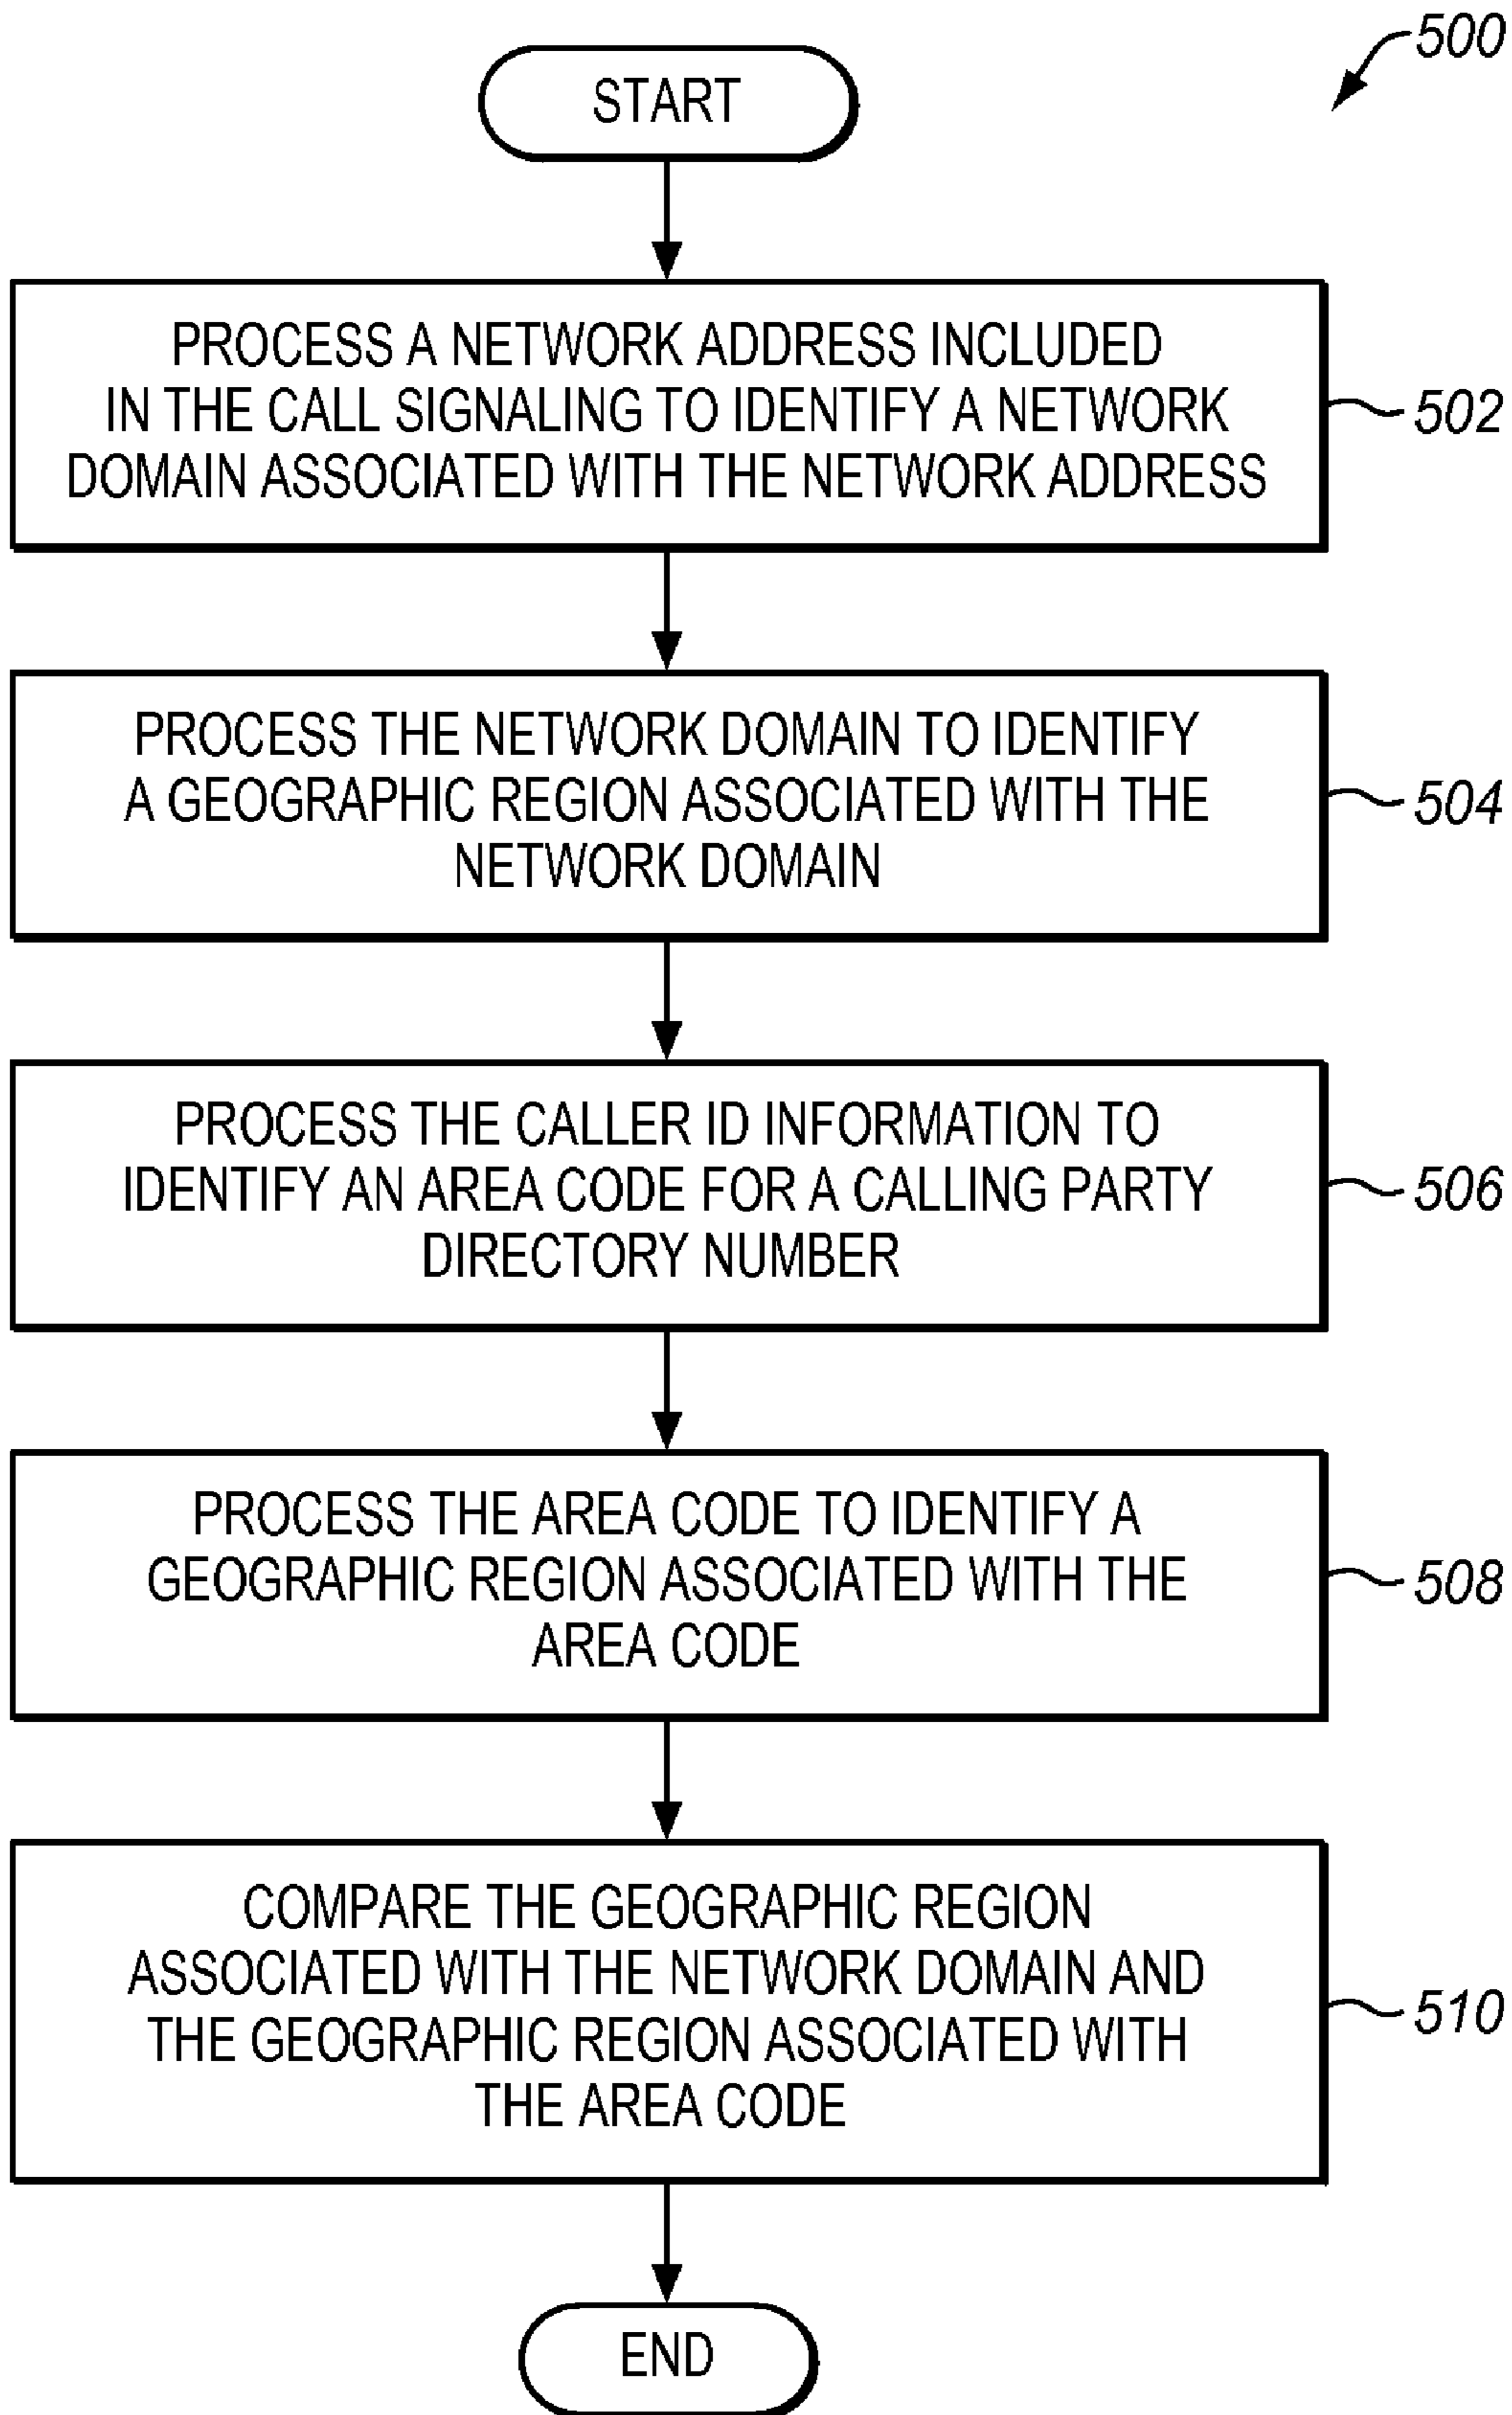 500
START
PROCESS A NETWORK ADDRESS INCLUDED
IN THE CALL SIGNALING TO IDENTIFY A NETWORK
DOMAIN ASSOCIATED WITH THE NETWORK ADDRESS
502
PROCESS THE NETWORK DOMAIN TO IDENTIFY
A GEOGRAPHIC REGION ASSOCIATED WITH THE
NETWORK DOMAIN
504
PROCESS THE CALLER ID INFORMATION TO
IDENTIFY AN AREA CODE FOR A CALLING PARTY
DIRECTORY NUMBER
506
PROCESS THE AREA CODE TO IDENTIFY A
GEOGRAPHIC REGION ASSOCIATED WITH THE
AREA CODE
508
COMPARE THE GEOGRAPHIC REGION
ASSOCIATED WITH THE NETWORK DOMAIN AND
THE GEOGRAPHIC REGION ASSOCIATED WITH
THE AREA CODE
510
END